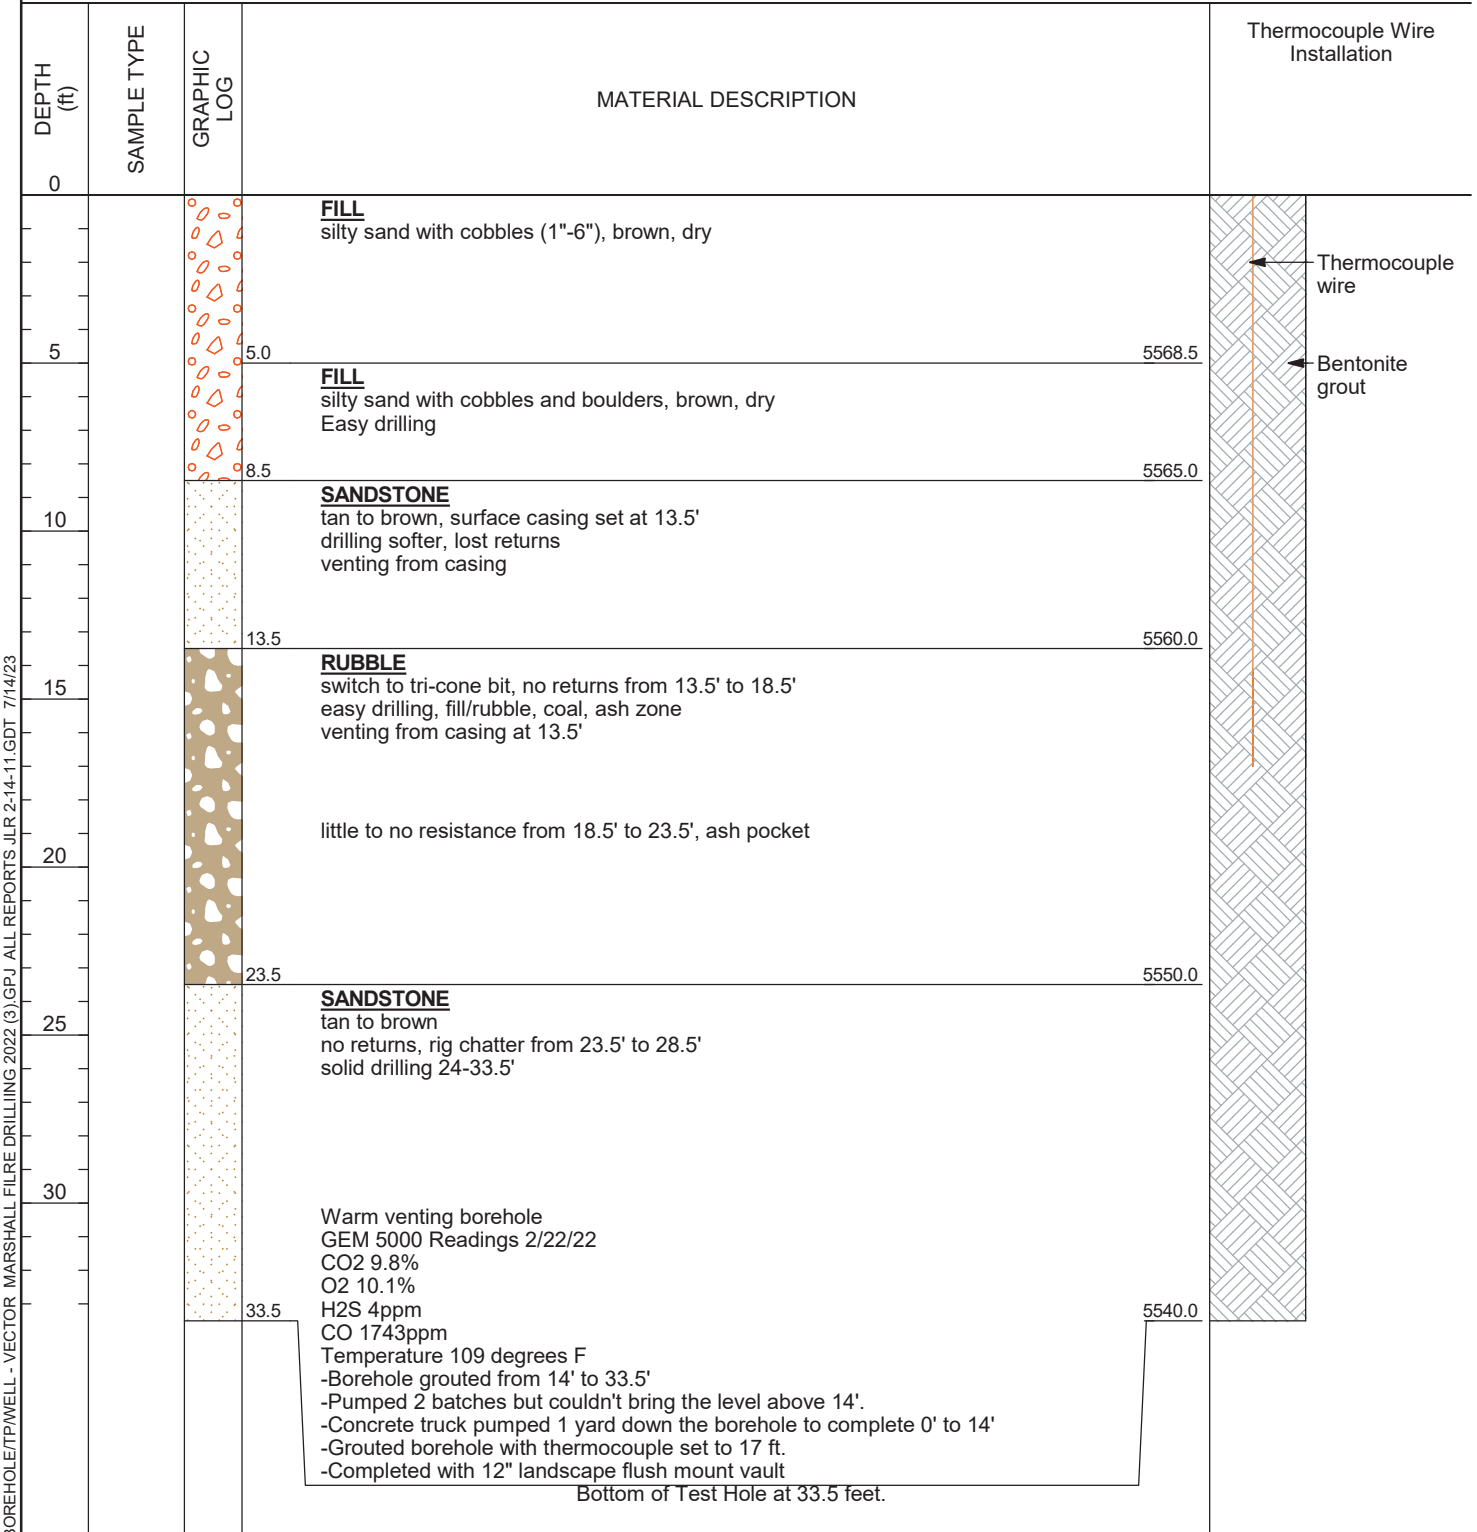 DEPTH
(ft)
SAMPLE TYPE
GRAPHIC
LOG
MATERIAL DESCRIPTION
Thermocouple Wire
Installation
0
FILL
silty sand with cobbles (1"-6"), brown, dry
Thermocouple
wire
5
5.0
5568.5
Bentonite
grout
FILL
silty sand with cobbles and boulders, brown, dry
Easy drilling
8.5
5565.0
SANDSTONE
tan to brown, surface casing set at 13.5'
10
drilling softer, lost returns
venting from casing
13.5
5560.0
RUBBLE
switch to tri-cone bit, no returns from 13.5' to 18.5'
15
easy drilling, fill/rubble, coal, ash zone
venting from casing at 13.5'
little to no resistance from 18.5' to 23.5', ash pocket
20
23.5
5550.0
SANDSTONE
tan to brown
25
no returns, rig chatter from 23.5' to 28.5'
solid drilling 24-33.5'
30
Warm venting borehole
GEM 5000 Readings 2/22/22
CO2 9.8%
O2 10.1%
H2S 4ppm
33.5
5540.0
CO 1743ppm
Temperature 109 degrees F
-Borehole grouted from 14' to 33.5'
-Pumped 2 batches but couldn't bring the level above 14'.
-Concrete truck pumped 1 yard down the borehole to complete 0' to 14'
-Grouted borehole with thermocouple set to 17 ft.
-Completed with 12" landscape flush mount vault
Bottom of Test Hole at 33.5 feet.
BOREHOLE/TP/WELL - VECTOR MARSHALL FILRE DRILLIING 2022 (3).GPJ ALL REPORTS JLR 2-14-11.GDT 7/14/23